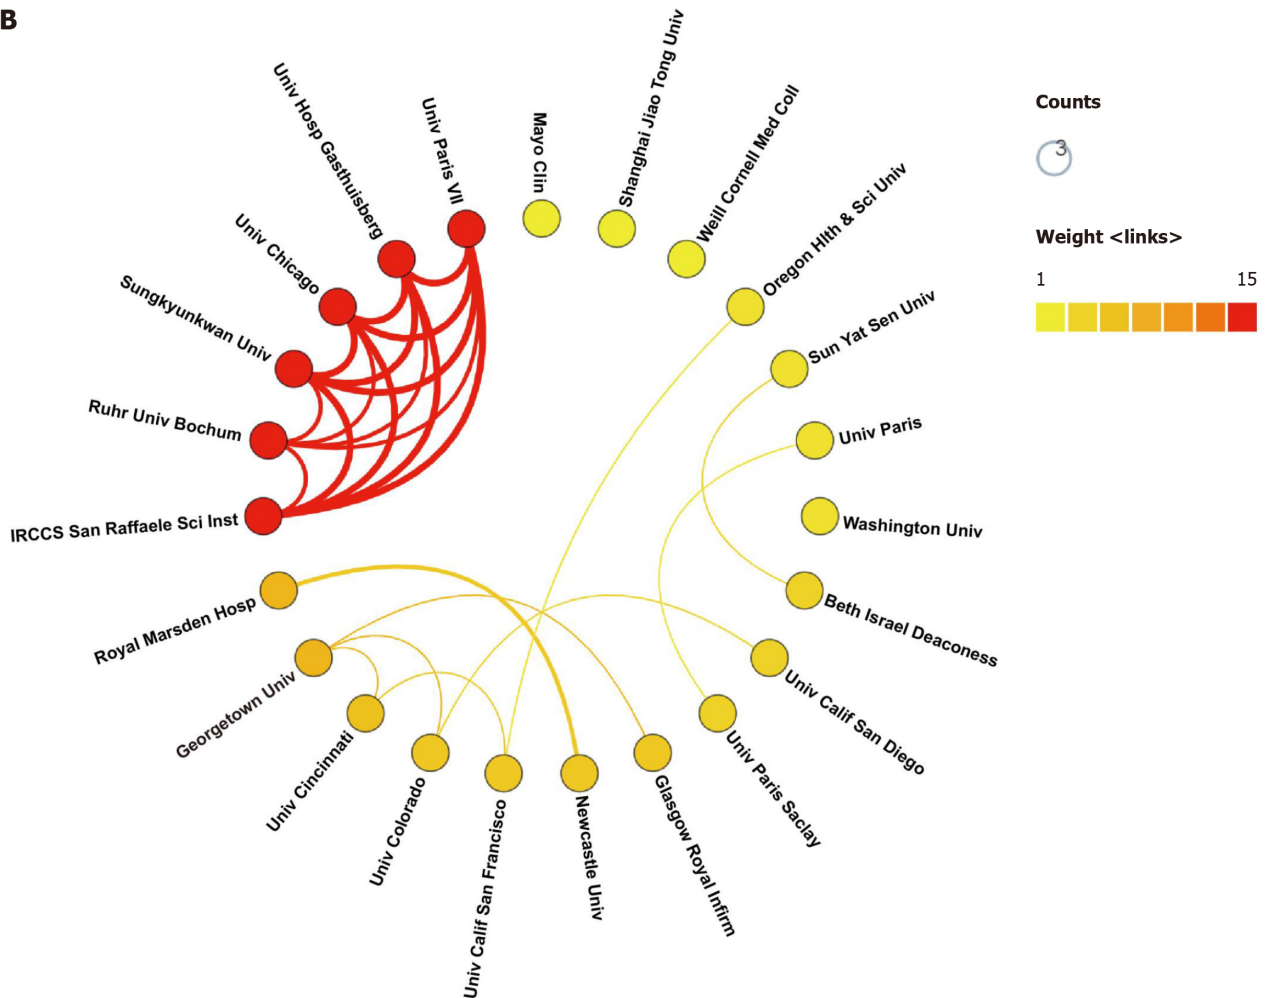 B
Univ Hosp Gasthuisberg
Univ Paris VII
Mayo Clin
Shanghai Jiao Tong Univ
Weill Cornell Med Coll
Oregon Hlth & Sci Univ
Sun Yat Sen Univ
Univ Paris
Washington Univ
Beth Israel Deaconess
Univ Calif San Diego
Univ Paris Saclay
Glasgow Royal Infirm
Newcastle Univ
Univ Calif San Francisco
Univ Colorado
Univ Cincinnati
Georgetown Univ
Royal Marsden Hosp
IRCCS San Raffaele Sci Inst
Ruhr Univ Bochum
Sungkyunkwan Univ
Univ Chicago
Counts
3
Weight <links>
1 15